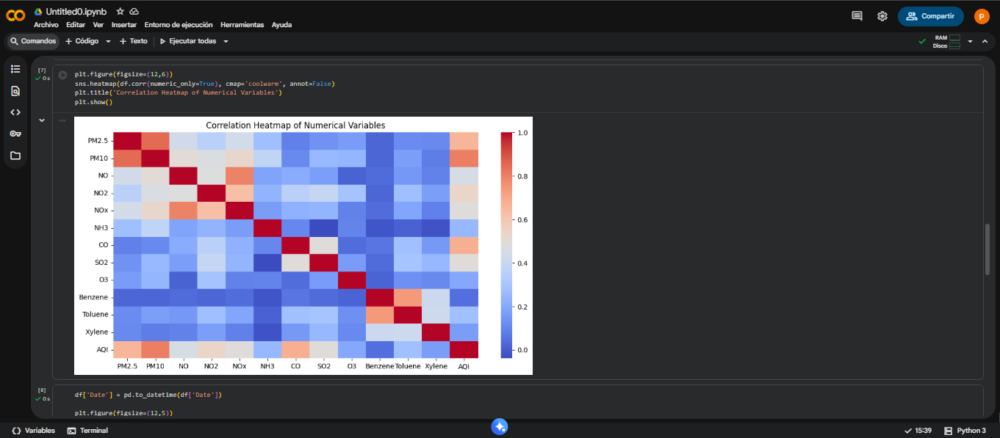 CO Untitled0.ipynb
Archivo Editar Ver Insertar Entorno de ejecución Herramientas Ayuda
Compartir
P
Comandos + Código + Texto Ejecutar todas
RAM
Disco
[7]
0 s
plt.figure(figsize=(12,6))
sns.heatmap(df.corr(numeric_only=True), cmap='coolwarm', annot=False)
plt.title('Correlation Heatmap of Numerical Variables')
plt.show()
Correlation Heatmap of Numerical Variables
PM2.5
PM10
NO
NO2
NOx
NH3
CO
SO2
O3
Benzene
Toluene
Xylene
AQI
PM2.5 PM10 NO NO2 NOx NH3 CO SO2 O3 Benzene Toluene Xylene AQI
1.0
0.8
0.6
0.4
0.2
0.0
[8]
0 s
df['Date'] = pd.to_datetime(df['Date'])
plt.figure(figsize=(12,5))
Variables Terminal
15:39 Python 3